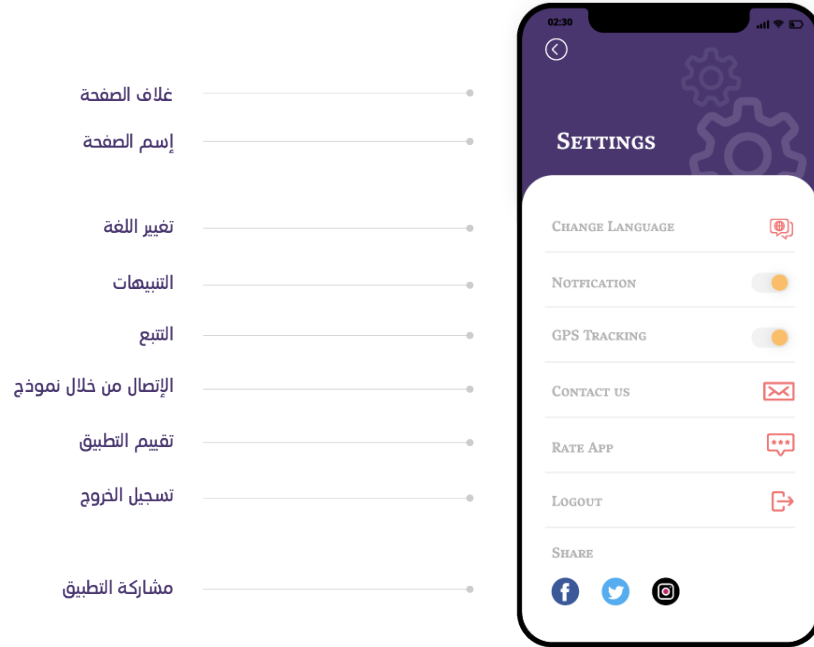 02:30
غلاف الصفحة
إسم الصفحة
SETTINGS
تغيير اللغة
CHANGE LANGUAGE
التنبيهات
NOTFICATION
التتبع
GPS TRACKING
الإتصال من خلال نموذج
CONTACT US
تقييم التطبيق
RATE APP
تسجيل الخروج
LOGOUT
SHARE
مشاركة التطبيق